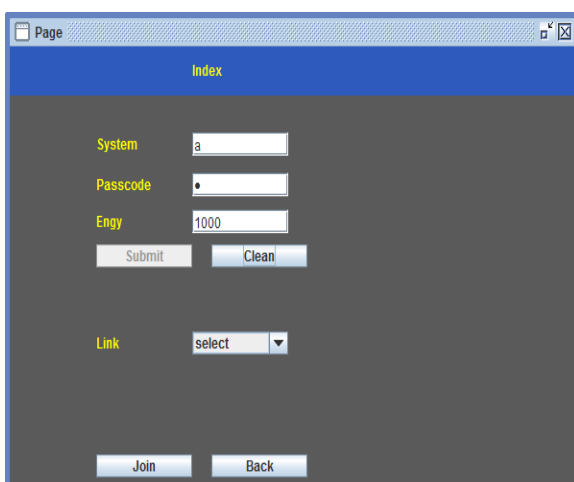 Page
Index
System a
Passcode •
Engy 1000
Submit Clean
Link select
Join Back